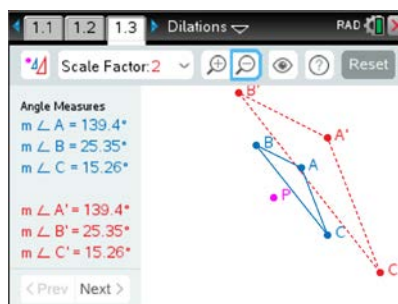 1.1 1.2 1.3 Dilations RAD
Scale Factor: 2 Reset
Angle Measures
m∠A = 139.4°
m∠B = 25.35°
m∠C = 15.26°
m∠A' = 139.4°
m∠B' = 25.35°
m∠C' = 15.26°
B'
A'
B
A
P
C
C
< Prev Next >